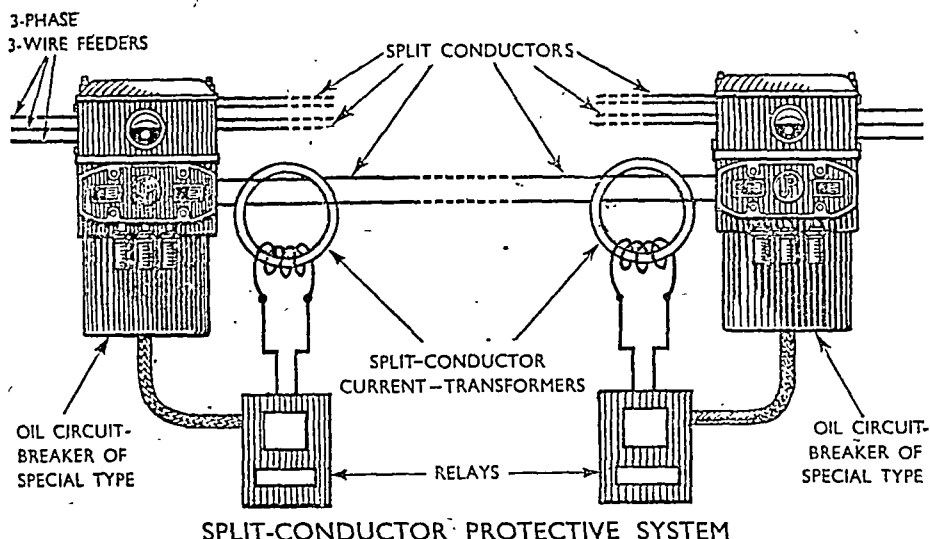 3-PHASE
3-WIRE FEEDERS
SPLIT CONDUCTORS
SPLIT-CONDUCTOR
CURRENT-TRANSFORMERS
OIL CIRCUIT-
BREAKER OF
SPECIAL TYPE
RELAYS
OIL CIRCUIT-
BREAKER OF
SPECIAL TYPE
SPLIT-CONDUCTOR PROTECTIVE SYSTEM